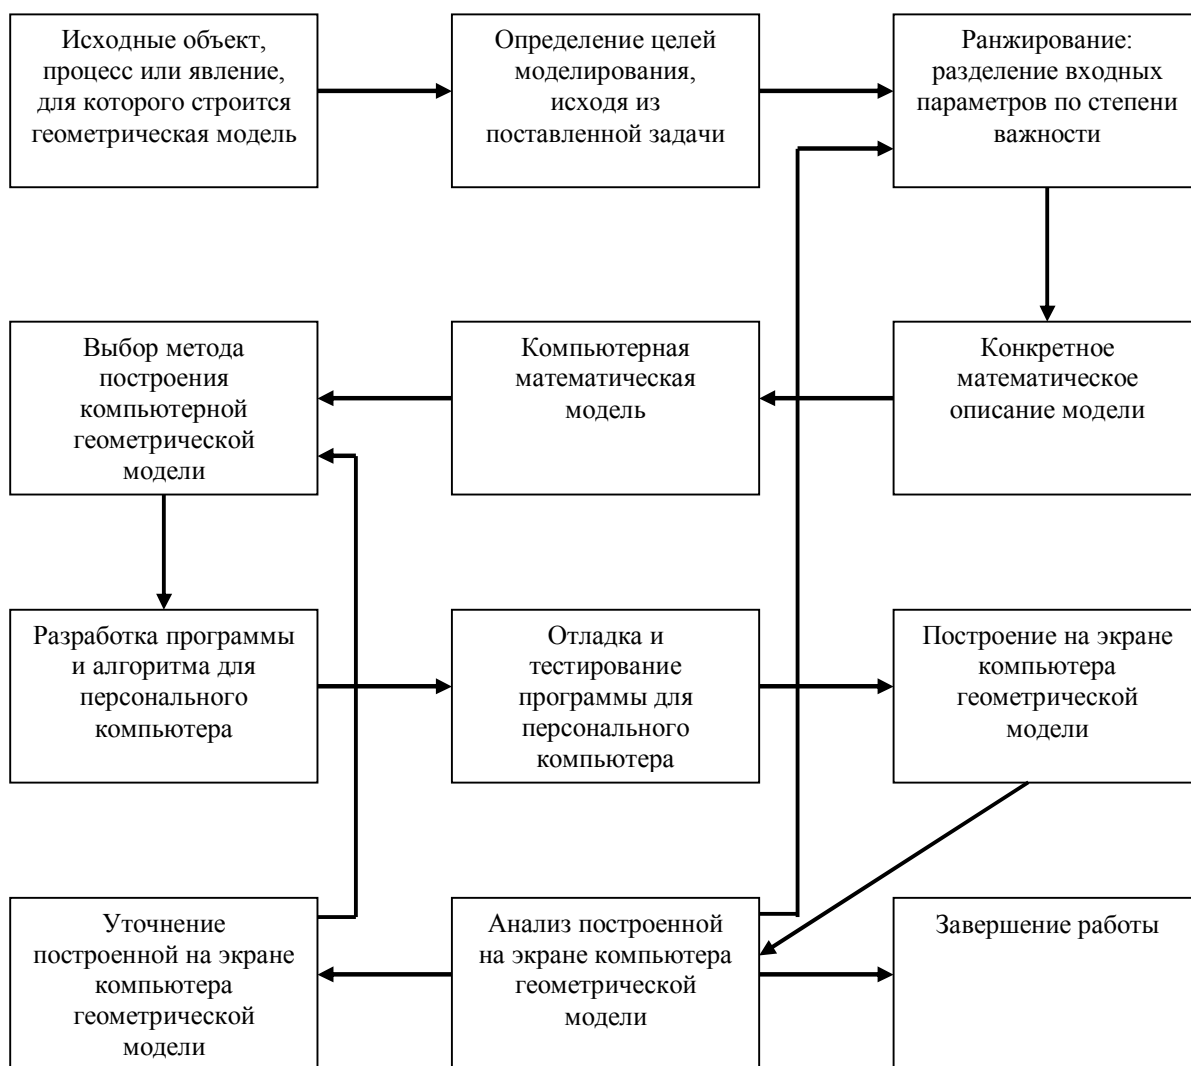 Исходные объект,
процесс или явление,
для которого строится
геометрическая модель
Определение целей
моделирования,
исходя из
поставленной задачи
Ранжирование:
разделение входных
параметров по степени
важности
Выбор метода
построения
компьютерной
геометрической
модели
Компьютерная
математическая
модель
Конкретное
математическое
описание модели
Разработка программы
и алгоритма для
персонального
компьютера
Отладка и
тестирование
программы для
персонального
компьютера
Построение на экране
компьютера
геометрической
модели
Уточнение
построенной на экране
компьютера
геометрической
модели
Анализ построенной
на экране компьютера
геометрической
модели
Завершение работы